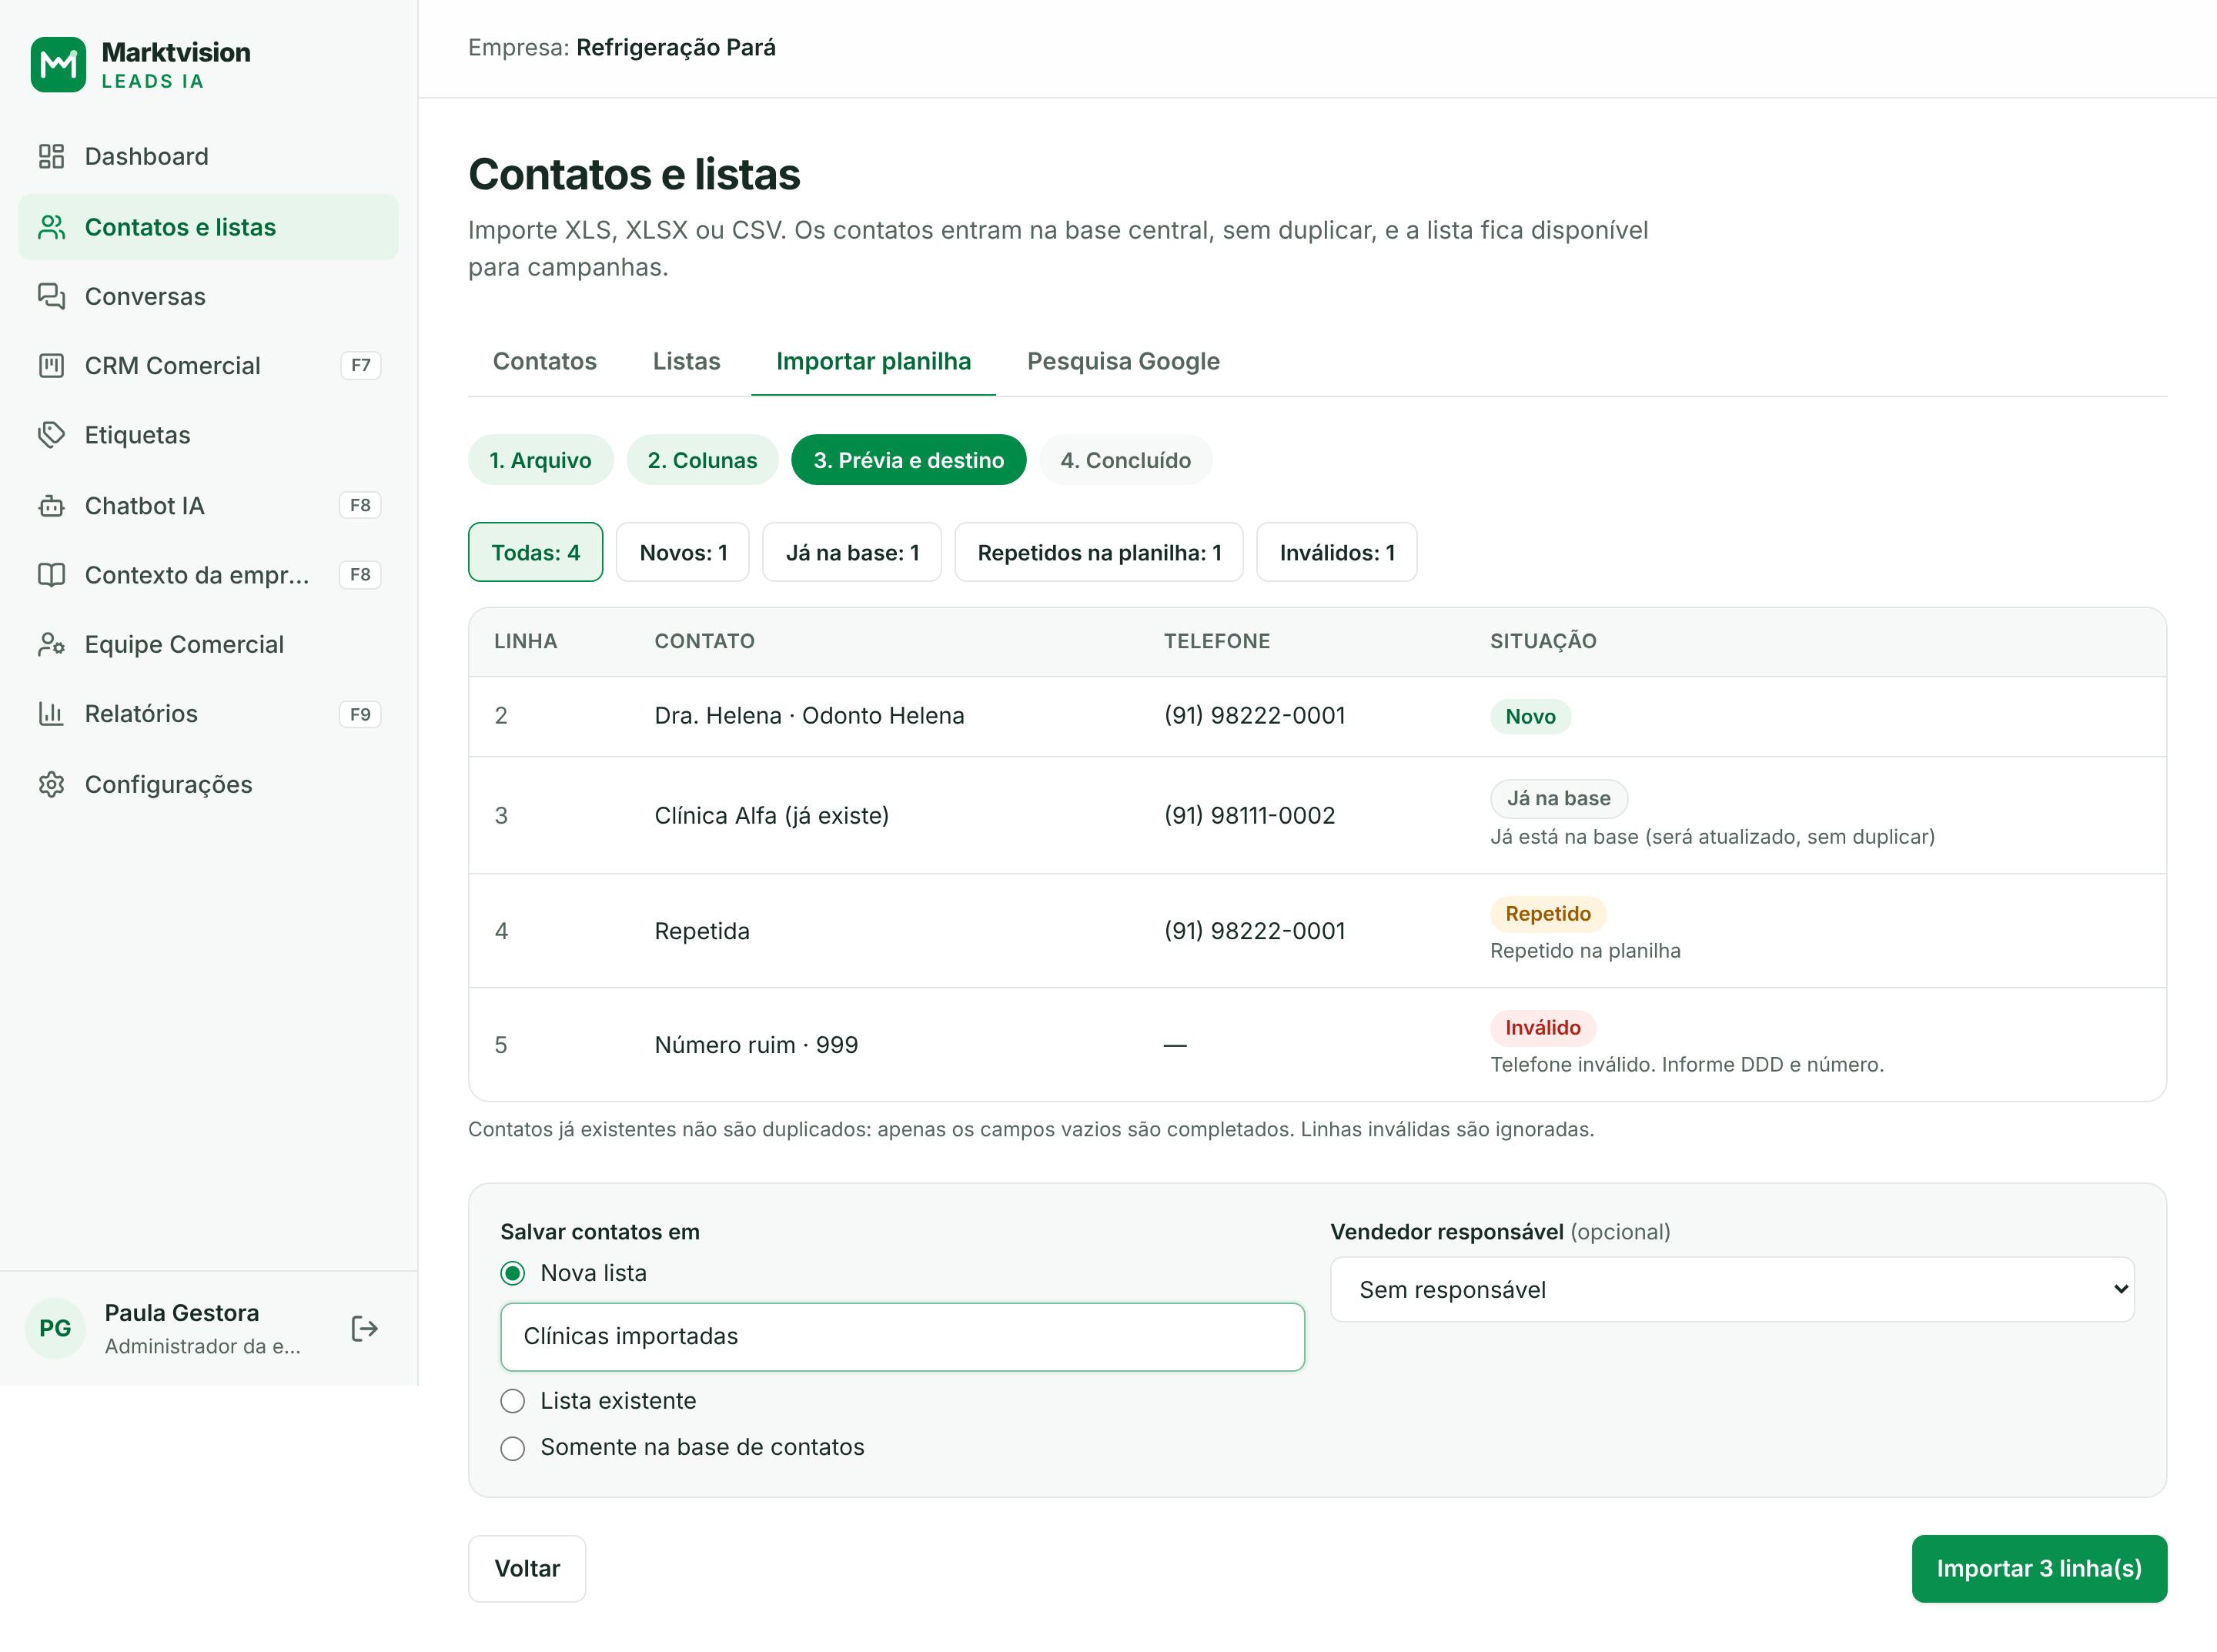 Marktvision
LEADS IA
Dashboard
Contatos e listas
Conversas
CRM Comercial F7
Etiquetas
Chatbot IA F8
Contexto da empr... F8
Equipe Comercial
Relatórios F9
Configurações
PG
Paula Gestora
Administrador da e...
Empresa: Refrigeração Pará
Contatos e listas
Importe XLS, XLSX ou CSV. Os contatos entram na base central, sem duplicar, e a lista fica disponível
para campanhas.
Contatos Listas Importar planilha Pesquisa Google
1. Arquivo 2. Colunas 3. Prévia e destino 4. Concluído
Todas: 4 Novos: 1 Já na base: 1 Repetidos na planilha: 1 Inválidos: 1
LINHA CONTATO TELEFONE SITUAÇÃO
2 Dra. Helena · Odonto Helena (91) 98222-0001 Novo
3 Clínica Alfa (já existe) (91) 98111-0002 Já na base
Já está na base (será atualizado, sem duplicar)
4 Repetida (91) 98222-0001 Repetido
Repetido na planilha
5 Número ruim · 999 — Inválido
Telefone inválido. Informe DDD e número.
Contatos já existentes não são duplicados: apenas os campos vazios são completados. Linhas inválidas são ignoradas.
Salvar contatos em
Nova lista
Clínicas importadas
Lista existente
Somente na base de contatos
Vendedor responsável (opcional)
Sem responsável
Voltar
Importar 3 linha(s)